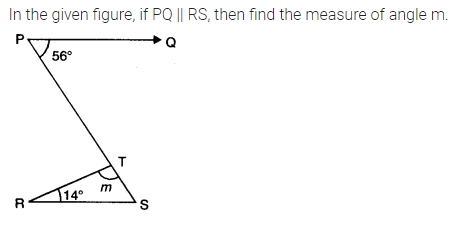 In the given figure, if PQ || RS, then find the measure of angle m.
P
Q
56°
T
m
14°
R
S